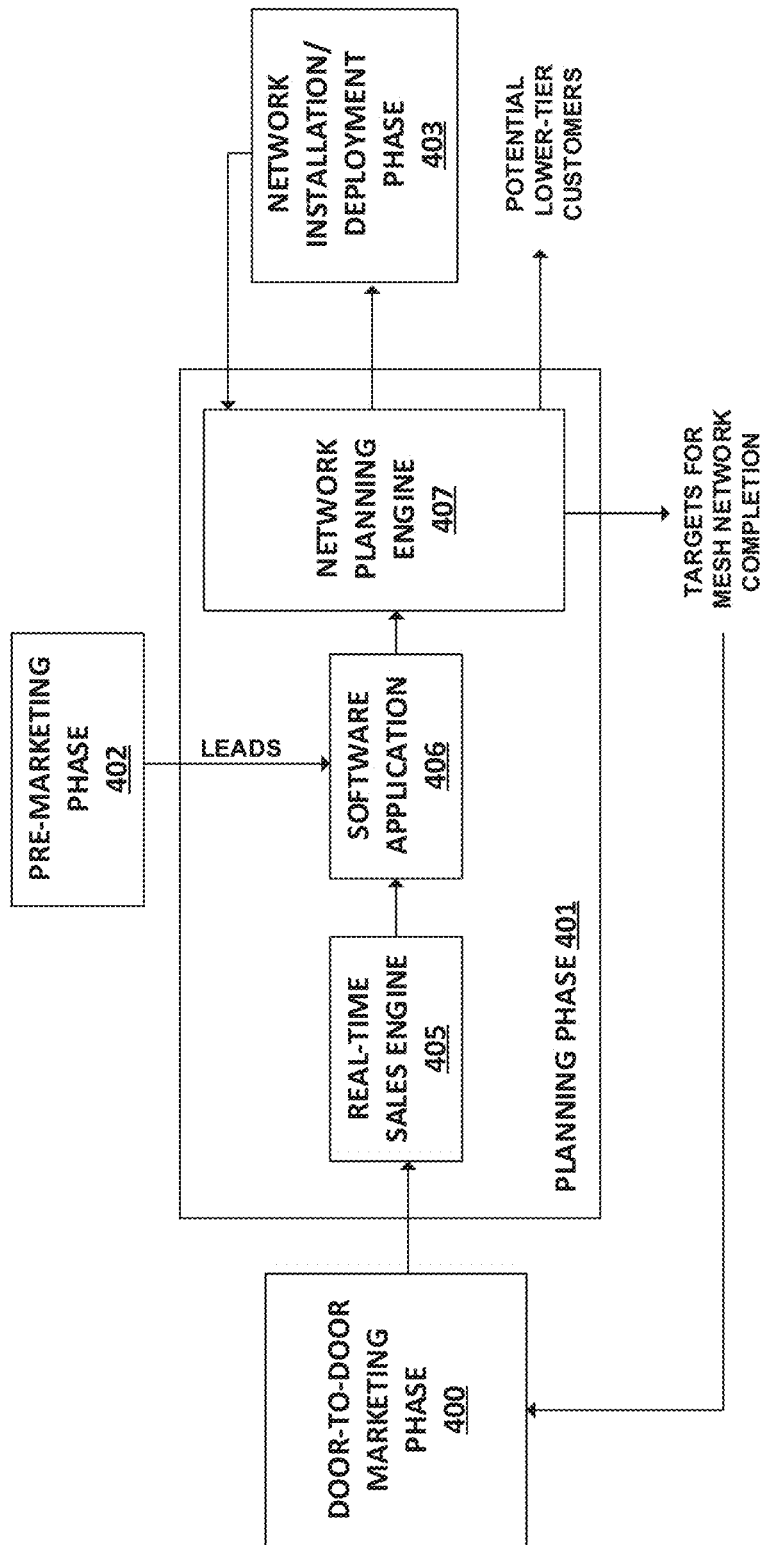 PRE-MARKETING
PHASE
402
LEADS
DOOR-TO-DOOR
MARKETING
PHASE
400
REAL-TIME
SALES ENGINE
405
SOFTWARE
APPLICATION
406
NETWORK
PLANNING
ENGINE
407
PLANNING PHASE 401
NETWORK
INSTALLATION/
DEPLOYMENT
PHASE
403
POTENTIAL
LOWER-TIER
CUSTOMERS
TARGETS FOR
MESH NETWORK
COMPLETION